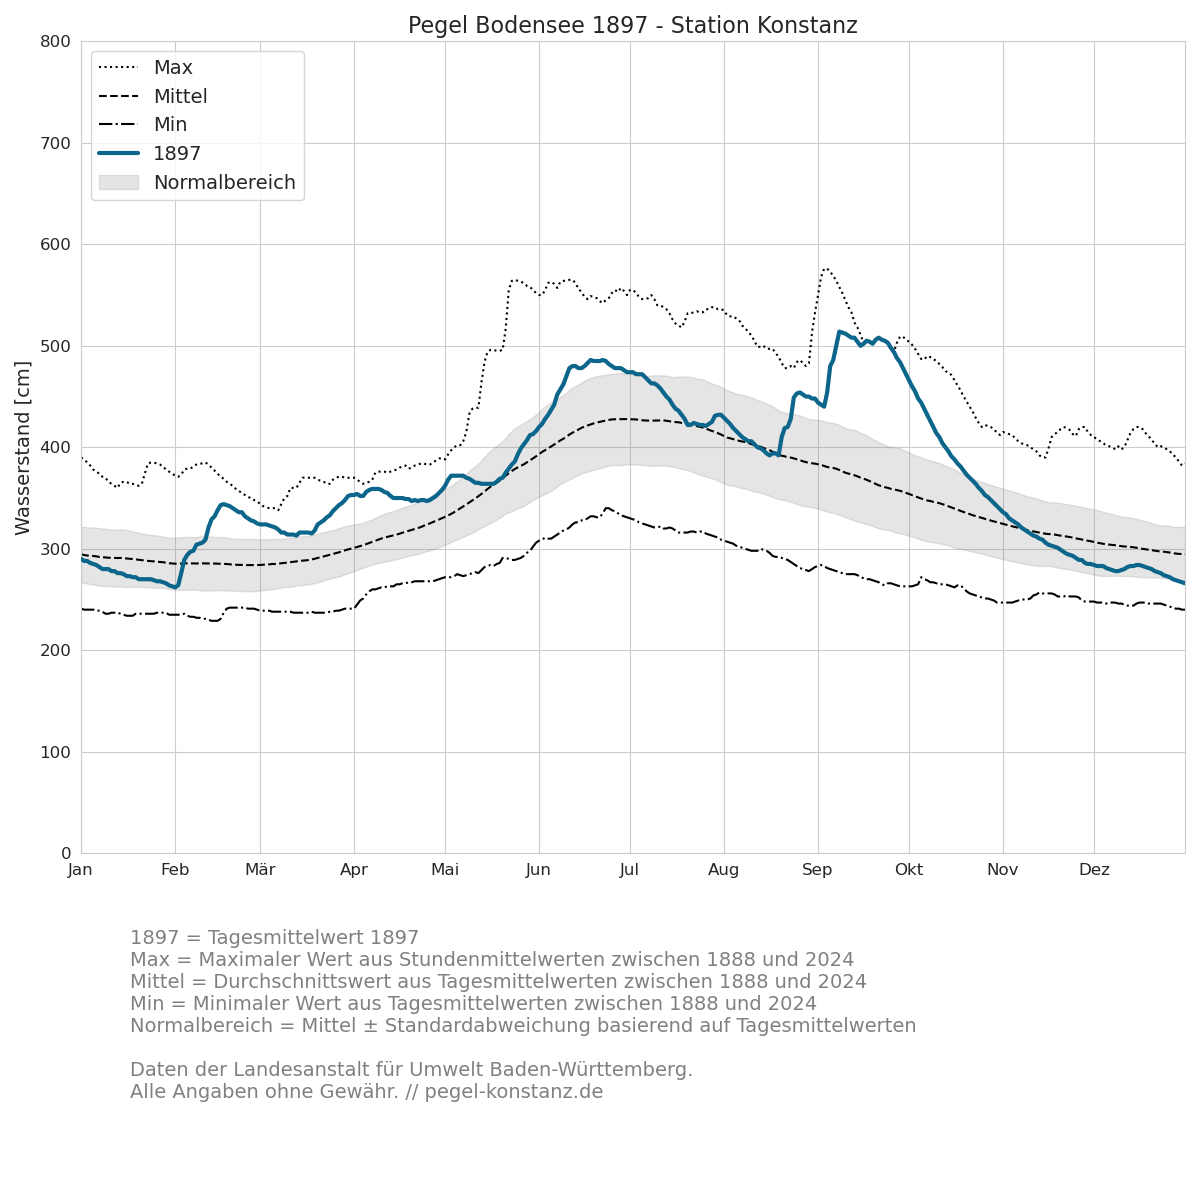 Pegel Bodensee 1897 - Station Konstanz
Wasserstand [cm]
800
700
600
500
400
300
200
100
0
Max
Mittel
Min
1897
Normalbereich
Jan Feb Mär Apr Mai Jun Jul Aug Sep Okt Nov Dez
1897 = Tagesmittelwert 1897
Max = Maximaler Wert aus Stundenmittelwerten zwischen 1888 und 2024
Mittel = Durchschnittswert aus Tagesmittelwerten zwischen 1888 und 2024
Min = Minimaler Wert aus Tagesmittelwerten zwischen 1888 und 2024
Normalbereich = Mittel ± Standardabweichung basierend auf Tagesmittelwerten
Daten der Landesanstalt für Umwelt Baden-Württemberg.
Alle Angaben ohne Gewähr. // pegel-konstanz.de